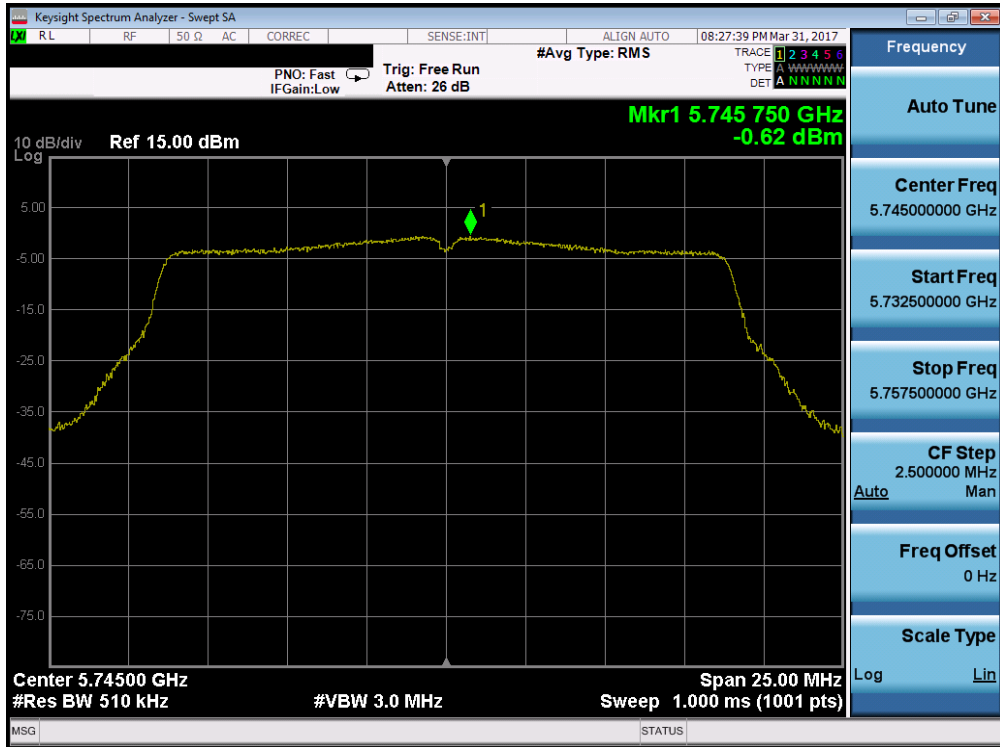 Keysight Spectrum Analyzer - Swept SA
LXI RL RF 50 Ω AC CORREC SENSE:INT ALIGN AUTO 08:27:39 PM Mar 31, 2017
PNO: Fast
IFGain:Low
Trig: Free Run
Atten: 26 dB
#Avg Type: RMS
TRACE 1 2 3 4 5 6
TYPE A WWWWW
DET A N N N N N
Mkr1 5.745 750 GHz
-0.62 dBm
10 dB/div Ref 15.00 dBm
Log
1
5.00
-5.00
-15.0
-25.0
-35.0
-45.0
-55.0
-65.0
-75.0
Center 5.74500 GHz Span 25.00 MHz
#Res BW 510 kHz #VBW 3.0 MHz Sweep 1.000 ms (1001 pts)
MSG STATUS
Frequency
Auto Tune
Center Freq
5.745000000 GHz
Start Freq
5.732500000 GHz
Stop Freq
5.757500000 GHz
CF Step
2.500000 MHz
Auto Man
Freq Offset
0 Hz
Scale Type
Log Lin